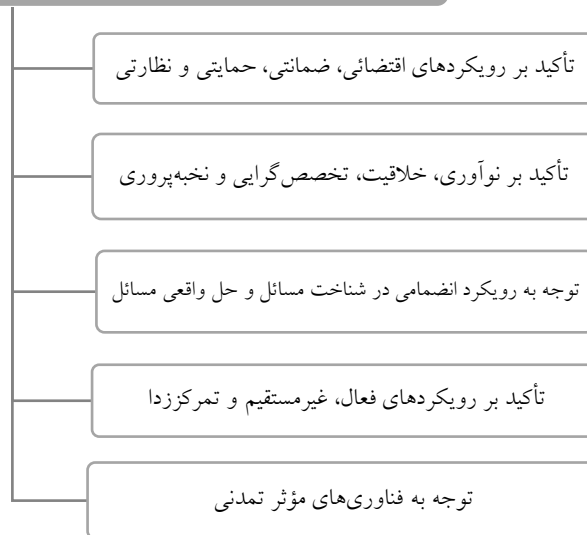 تأکید بر رویکردهای اقتضائی، ضمانتی، حمایتی و نظارتی
تأکید بر نوآوری، خلاقیت، تخصص‌گرایی و نخبه‌پروری
توجه به رویکرد انضمامی در شناخت مسائل و حل واقعی مسائل
تأکید بر رویکردهای فعال، غیرمستقیم و تمرکززدا
توجه به فناوری‌های مؤثر تمدنی